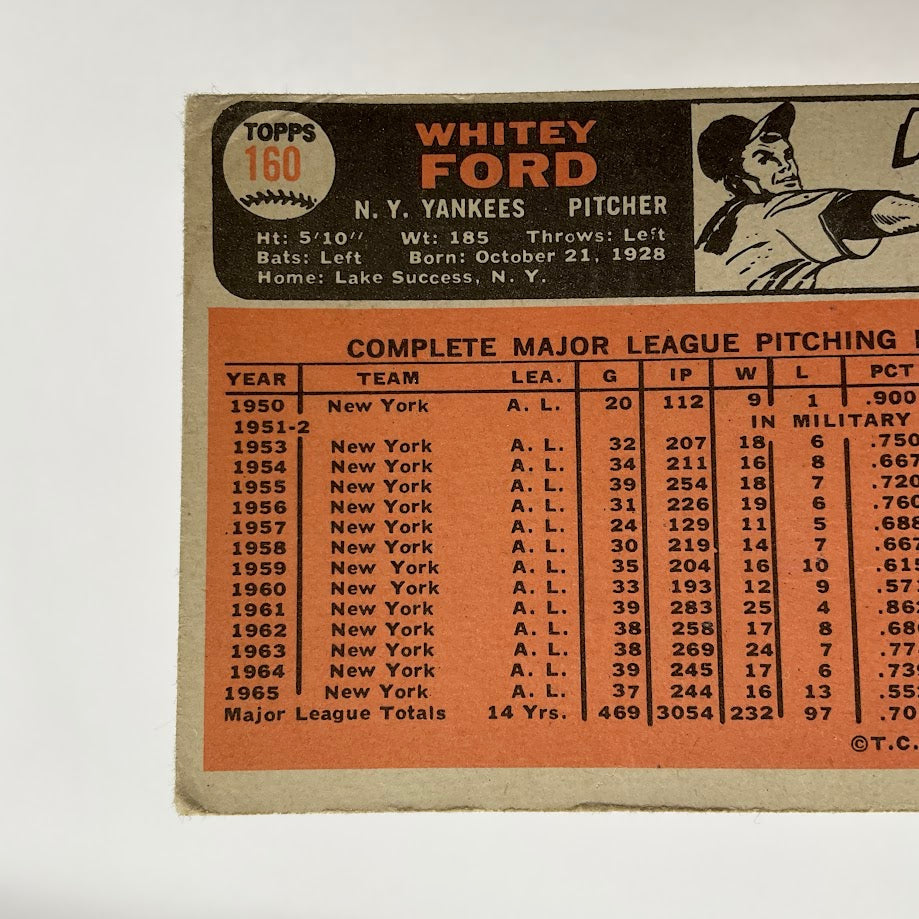 TOPPS
160
WHITEY
FORD
N. Y. YANKEES PITCHER
Ht: 5'10" Wt: 185 Throws: Left
Bats: Left Born: October 21, 1928
Home: Lake Success, N. Y.
COMPLETE MAJOR LEAGUE PITCHING
YEAR TEAM LEA. G IP W L PCT
1950 New York A. L. 20 112 9 1 .900
1951-2 IN MILITARY
1953 New York A. L. 32 207 18 6 .750
1954 New York A. L. 34 211 16 8 .667
1955 New York A. L. 39 254 18 7 .720
1956 New York A. L. 31 226 19 6 .760
1957 New York A. L. 24 129 11 5 .688
1958 New York A. L. 30 219 14 7 .667
1959 New York A. L. 35 204 16 10 .615
1960 New York A. L. 33 193 12 9 .57
1961 New York A. L. 39 283 25 4 .86
1962 New York A. L. 38 258 17 8 .68
1963 New York A. L. 38 269 24 7 .77
1964 New York A. L. 39 245 17 6 .73
1965 New York A. L. 37 244 16 13 .55
Major League Totals 14 Yrs. 469 3054 232 97 .70
©T.C.